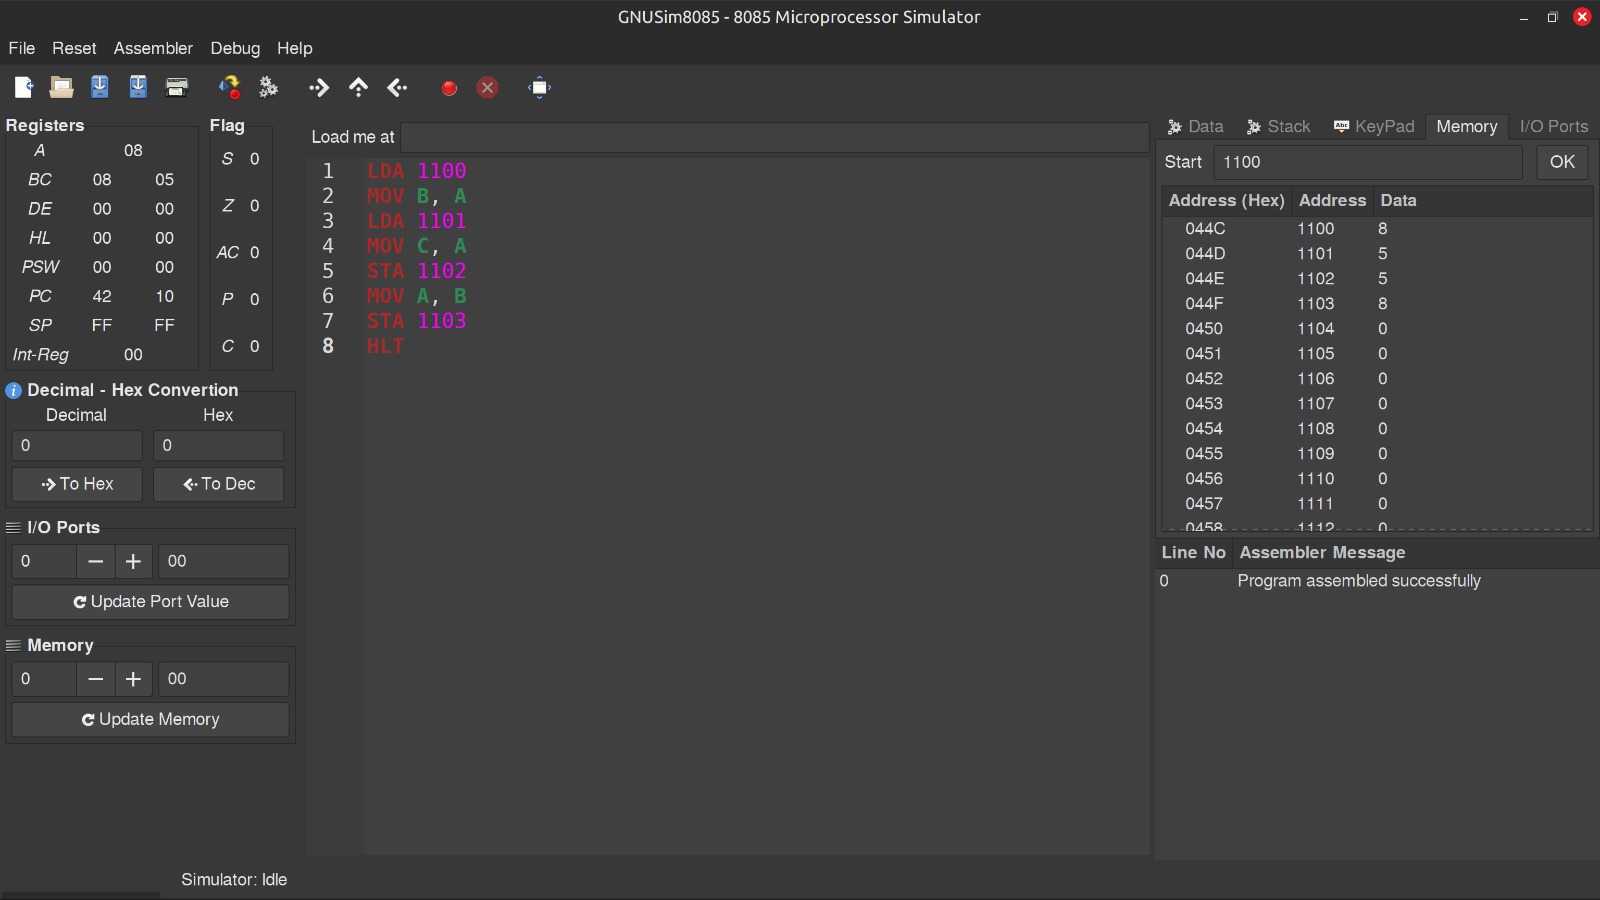 GNUSim8085 - 8085 Microprocessor Simulator
File Reset Assembler Debug Help
Registers
A 08
BC 08 05
DE 00 00
HL 00 00
PSW 00 00
PC 42 10
SP FF FF
Int-Reg 00
Flag
S 0
Z 0
AC 0
P 0
C 0
Decimal - Hex Convertion
Decimal Hex
0 0
To Hex To Dec
I/O Ports
0 − + 00
Update Port Value
Memory
0 − + 00
Update Memory
Load me at
1 LDA 1100
2 MOV B, A
3 LDA 1101
4 MOV C, A
5 STA 1102
6 MOV A, B
7 STA 1103
8 HLT
Data Stack Abc KeyPad Memory I/O Ports
Start 1100 OK
Address (Hex) Address Data
044C 1100 8
044D 1101 5
044E 1102 5
044F 1103 8
0450 1104 0
0451 1105 0
0452 1106 0
0453 1107 0
0454 1108 0
0455 1109 0
0456 1110 0
0457 1111 0
0458 1112 0
Line No Assembler Message
0 Program assembled successfully
Simulator: Idle